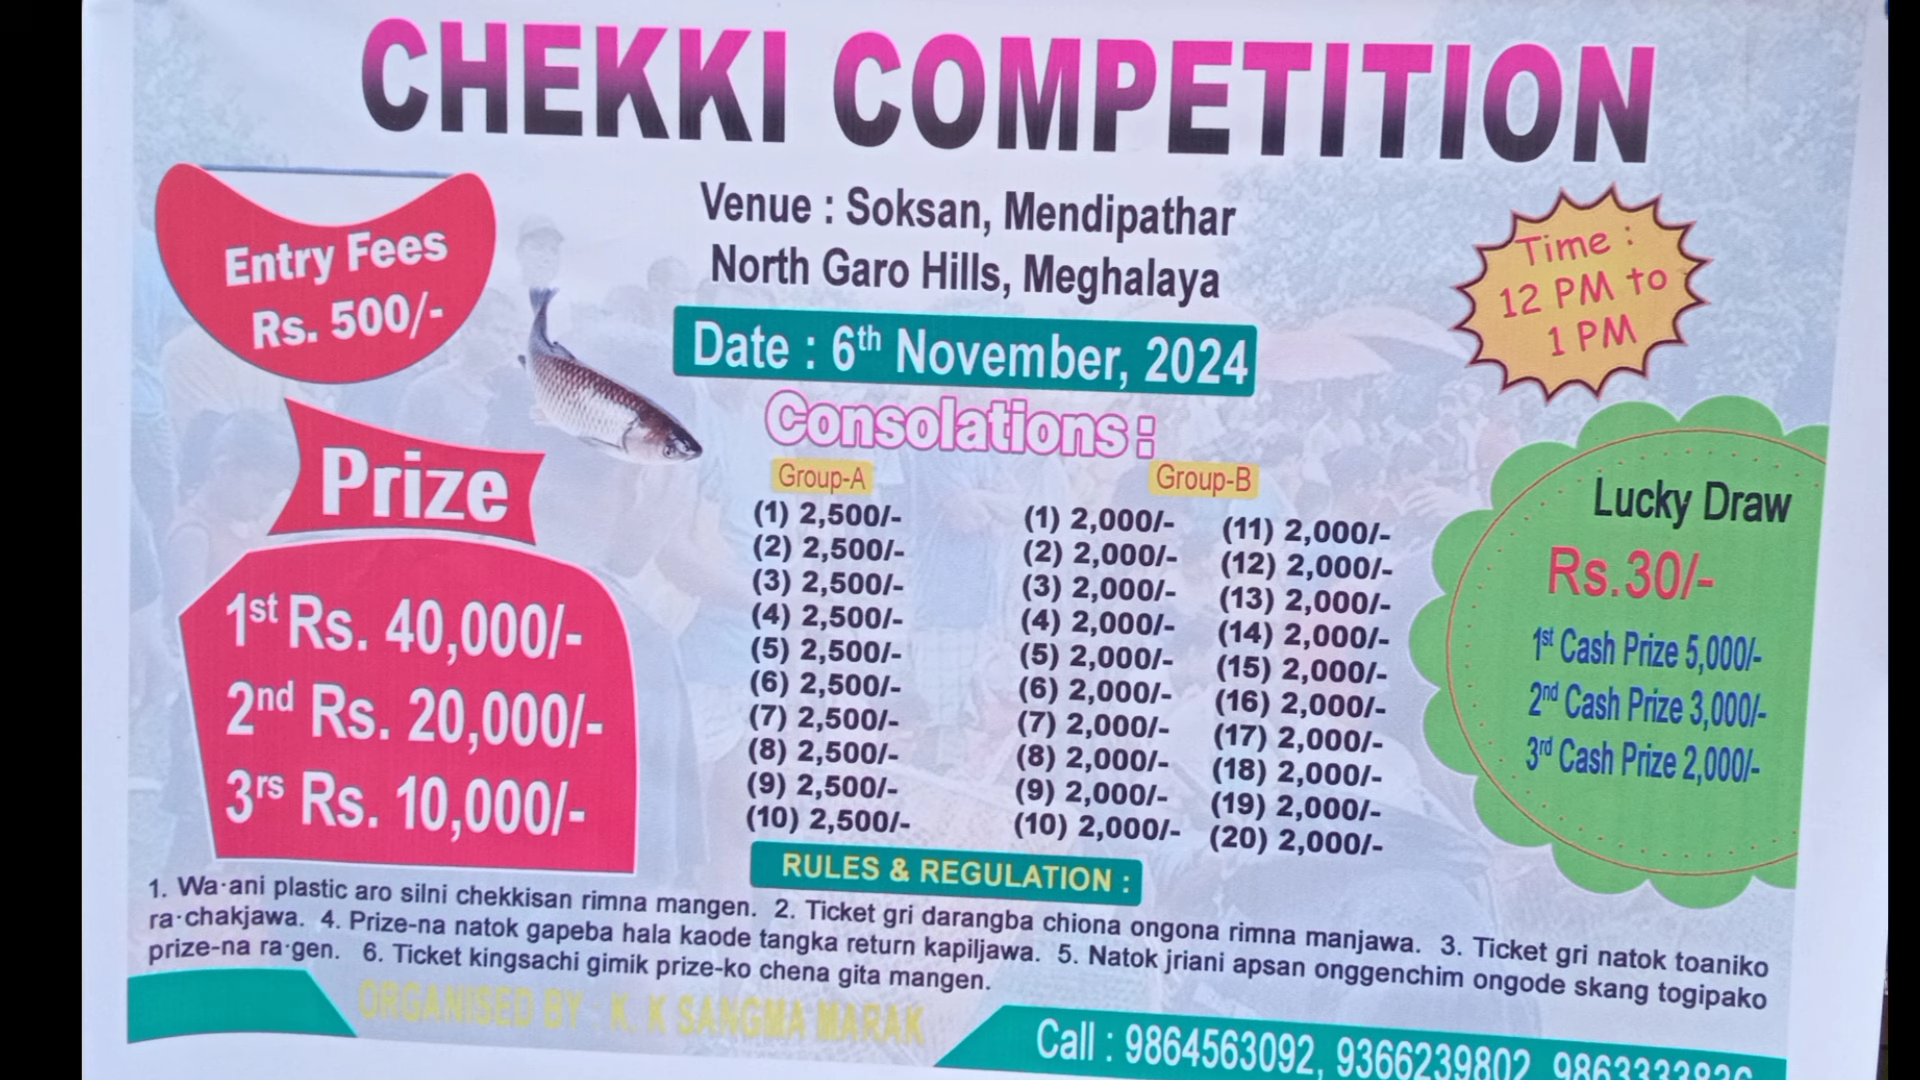 CHEKKI COMPETITION
Entry Fees
Rs. 500/-
Venue : Soksan, Mendipathar
North Garo Hills, Meghalaya
Date : 6th November, 2024
Time :
12 PM to
1 PM
Prize
1st Rs. 40,000/-
2nd Rs. 20,000/-
3rs Rs. 10,000/-
Consolations :
Group-A
(1) 2,500/-
(2) 2,500/-
(3) 2,500/-
(4) 2,500/-
(5) 2,500/-
(6) 2,500/-
(7) 2,500/-
(8) 2,500/-
(9) 2,500/-
(10) 2,500/-
Group-B
(1) 2,000/-
(2) 2,000/-
(3) 2,000/-
(4) 2,000/-
(5) 2,000/-
(6) 2,000/-
(7) 2,000/-
(8) 2,000/-
(9) 2,000/-
(10) 2,000/-
(11) 2,000/-
(12) 2,000/-
(13) 2,000/-
(14) 2,000/-
(15) 2,000/-
(16) 2,000/-
(17) 2,000/-
(18) 2,000/-
(19) 2,000/-
(20) 2,000/-
Lucky Draw
Rs.30/-
1st Cash Prize 5,000/-
2nd Cash Prize 3,000/-
3rd Cash Prize 2,000/-
RULES & REGULATION :
1. Wa·ani plastic aro silni chekkisan rimna mangen. 2. Ticket gri darangba chiona ongona rimna manjawa. 3. Ticket gri natok toaniko
ra·chakjawa. 4. Prize-na natok gapeba hala kaode tangka return kapiljawa. 5. Natok jriani apsan onggenchim ongode skang togipako
prize-na ra·gen. 6. Ticket kingsachi gimik prize-ko chena gita mangen.
ORGANISED BY : K. K SANGMA MARAK
Call : 9864563092, 9366239802,